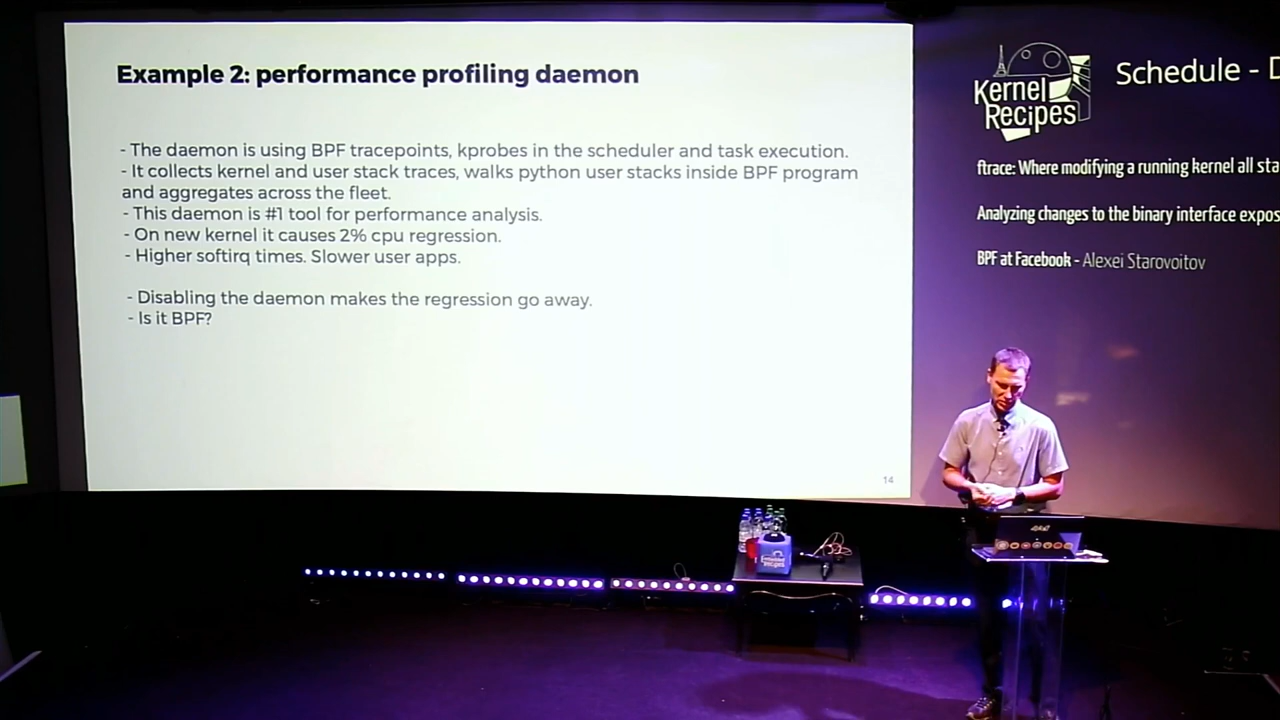 Example 2: performance profiling daemon
- The daemon is using BPF tracepoints, kprobes in the scheduler and task execution.
- It collects kernel and user stack traces, walks python user stacks inside BPF program
and aggregates across the fleet.
- This daemon is #1 tool for performance analysis.
- On new kernel it causes 2% cpu regression.
- Higher softirq times. Slower user apps.
- Disabling the daemon makes the regression go away.
- Is it BPF?
14
Kernel
Recipes
Schedule -
ftrace: Where modifying a running kernel all
Analyzing changes to the binary interface
BPF at Facebook - Alexei Starovoitov
Recipes